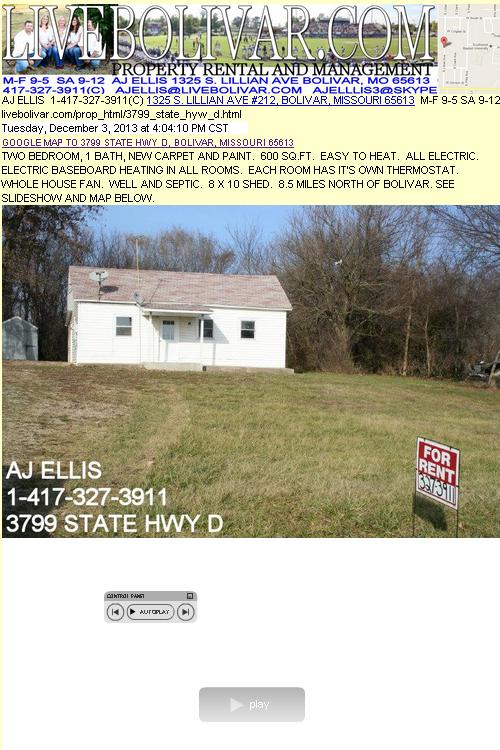 LIVEBOLIVAR.COM
PROPERTY RENTAL AND MANAGEMENT
M-F 9-5 SA 9-12 AJ ELLIS 1325 S. LILLIAN AVE BOLIVAR, MO 65613
417-327-3911(C) AJELLIS@LIVEBOLIVAR.COM AJELLLIS3@SKYPE
AJ ELLIS 1-417-327-3911(C) 1325 S. LILLIAN AVE #212, BOLIVAR, MISSOURI 65613 M-F 9-5 SA 9-12
livebolivar.com/prop_html/3799_state_hyw_d.html
Tuesday, December 3, 2013 at 4:04:10 PM CST
GOOGLE MAP TO 3799 STATE HWY D, BOLIVAR, MISSOURI 65613
TWO BEDROOM, 1 BATH, NEW CARPET AND PAINT. 600 SQ.FT. EASY TO HEAT. ALL ELECTRIC.
ELECTRIC BASEBOARD HEATING IN ALL ROOMS. EACH ROOM HAS IT'S OWN THERMOSTAT.
WHOLE HOUSE FAN. WELL AND SEPTIC. 8 X 10 SHED. 8.5 MILES NORTH OF BOLIVAR. SEE
SLIDESHOW AND MAP BELOW.
FOR
RENT
327-3911
AJ ELLIS
1-417-327-3911
3799 STATE HWY D
CONTROL PANEL
AUTOPLAY
play